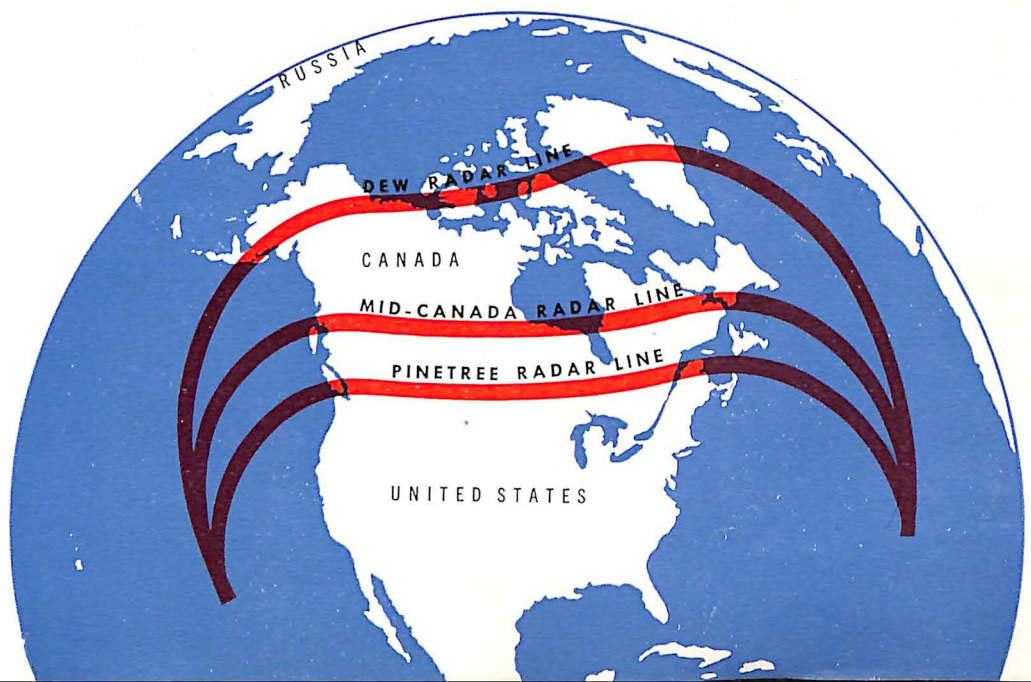 RUSSIA
DEW RADAR LINE
CANADA
MID-CANADA RADAR LINE
PINETREE RADAR LINE
UNITED STATES